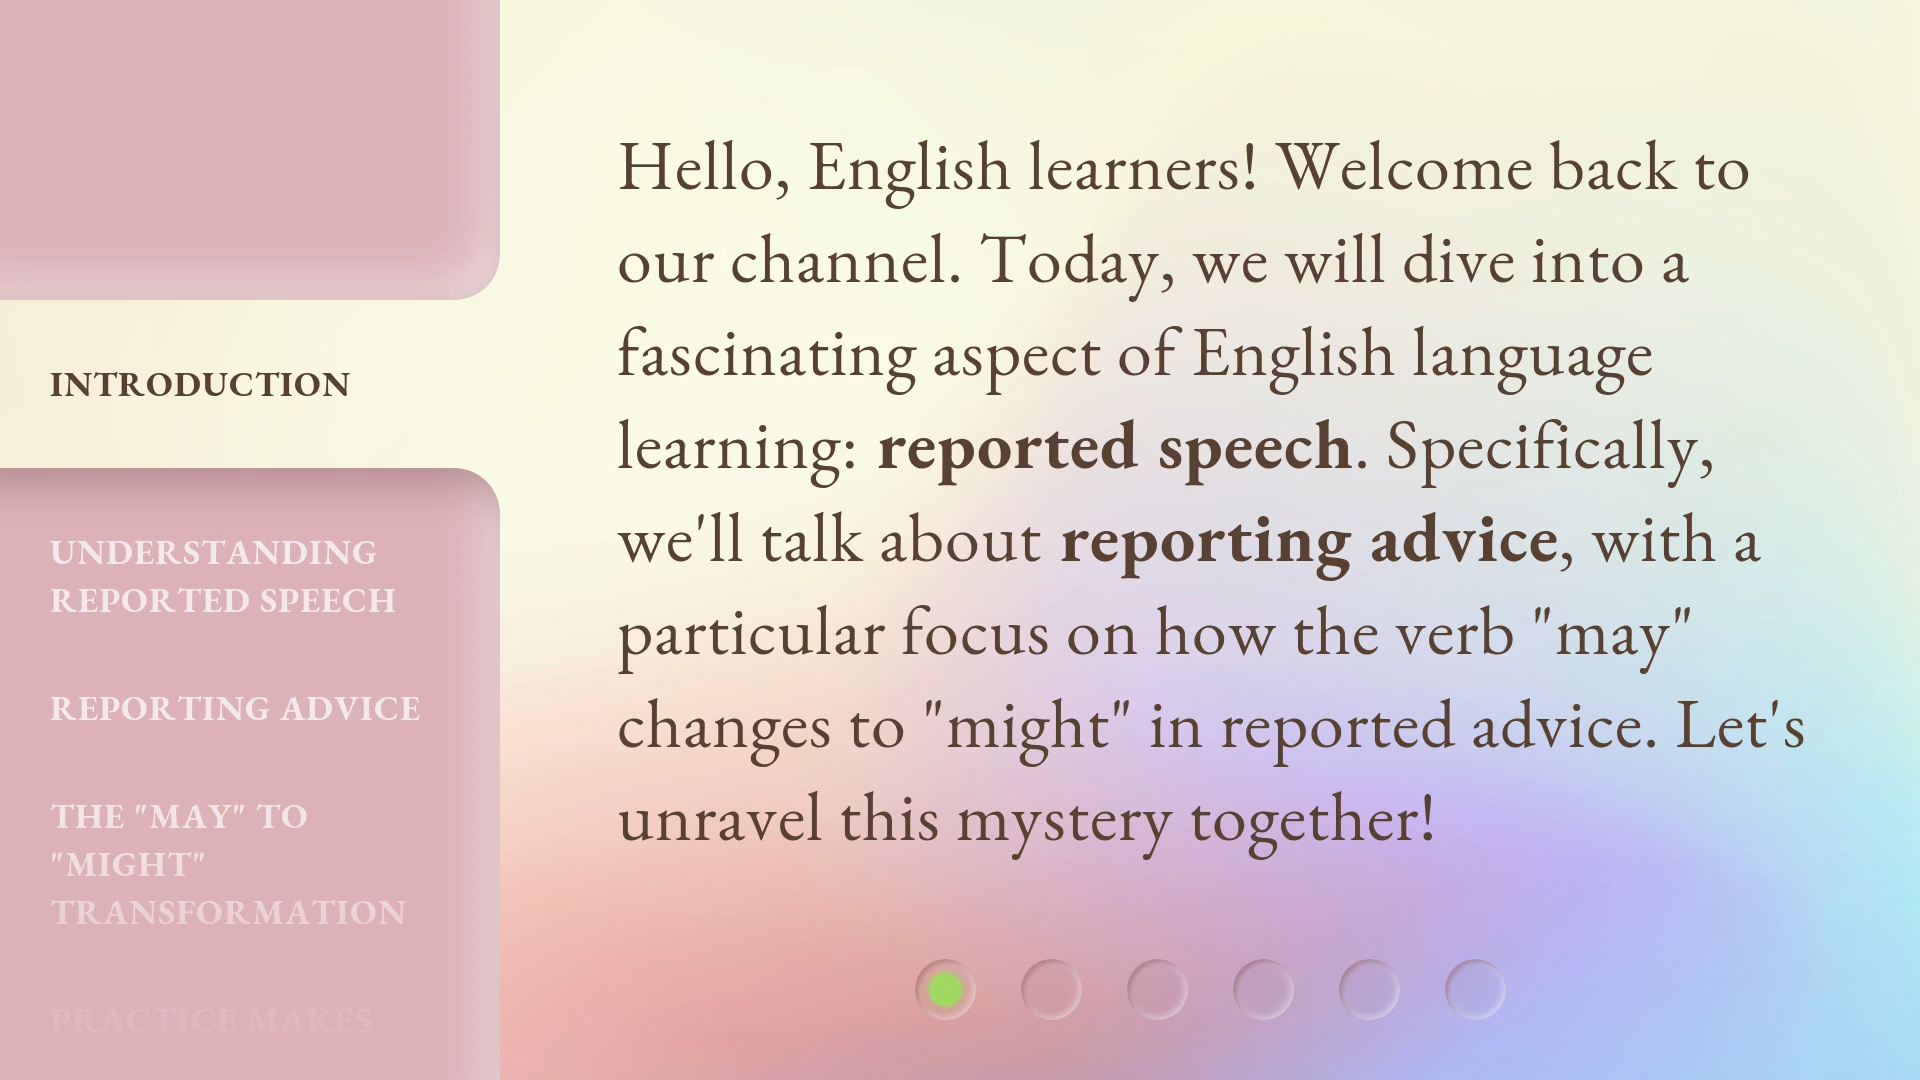 INTRODUCTION
UNDERSTANDING
REPORTED SPEECH
REPORTING ADVICE
THE "MAY" TO
"MIGHT"
TRANSFORMATION
PRACTICE MAKES
Hello, English learners! Welcome back to
our channel. Today, we will dive into a
fascinating aspect of English language
learning: reported speech. Specifically,
we'll talk about reporting advice, with a
particular focus on how the verb "may"
changes to "might" in reported advice. Let's
unravel this mystery together!